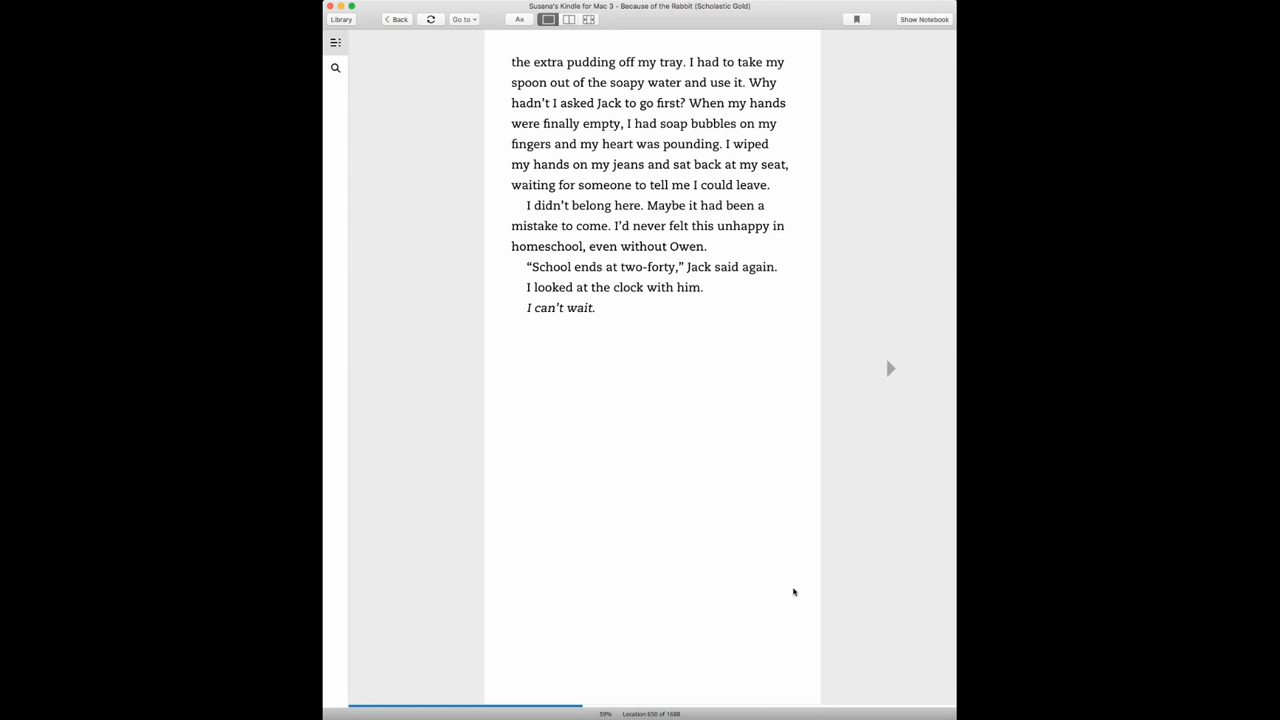 Susana's Kindle for Mac 3 - Because of the Rabbit (Scholastic Gold)
Library
Back
Go to
Aa
Show Notebook
the extra pudding off my tray. I had to take my
spoon out of the soapy water and use it. Why
hadn’t I asked Jack to go first? When my hands
were finally empty, I had soap bubbles on my
fingers and my heart was pounding. I wiped
my hands on my jeans and sat back at my seat,
waiting for someone to tell me I could leave.
I didn’t belong here. Maybe it had been a
mistake to come. I’d never felt this unhappy in
homeschool, even without Owen.
“School ends at two-forty,” Jack said again.
I looked at the clock with him.
I can’t wait.
Location 650 of 1688